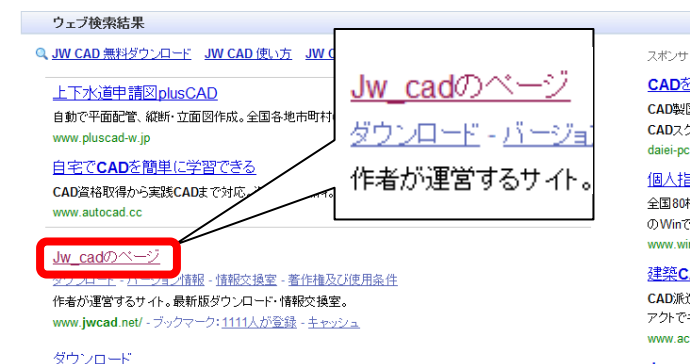 ウェブ検索結果
JW CAD 無料ダウンロード JW CAD 使い方 JW C
上下水道申請図plusCAD
自動で平面配管、縦断・立面図作成。全国各地市町村
www.pluscad-w.jp
自宅でCADを簡単に学習できる
CAD資格取得から実践CADまで対応。
www.autocad.cc
Jw_cadのページ
ダウンロード - バージョン情報 - 情報交換室 - 著作権及び使用条件
作者が運営するサイト。最新版ダウンロード・情報交換室。
www.jwcad.net/ - ブックマーク：1111人が登録 - キャッシュ
ダウンロード
Jw_cadのページ
ダウンロード - バージョ
作者が運営するサイト。
スポンサ
CADを
CAD製図
CADスク
daiei-pc
個人指
全国80
のWinで
www.wi
建築C
CAD派遣
アクトでキ
www.ac